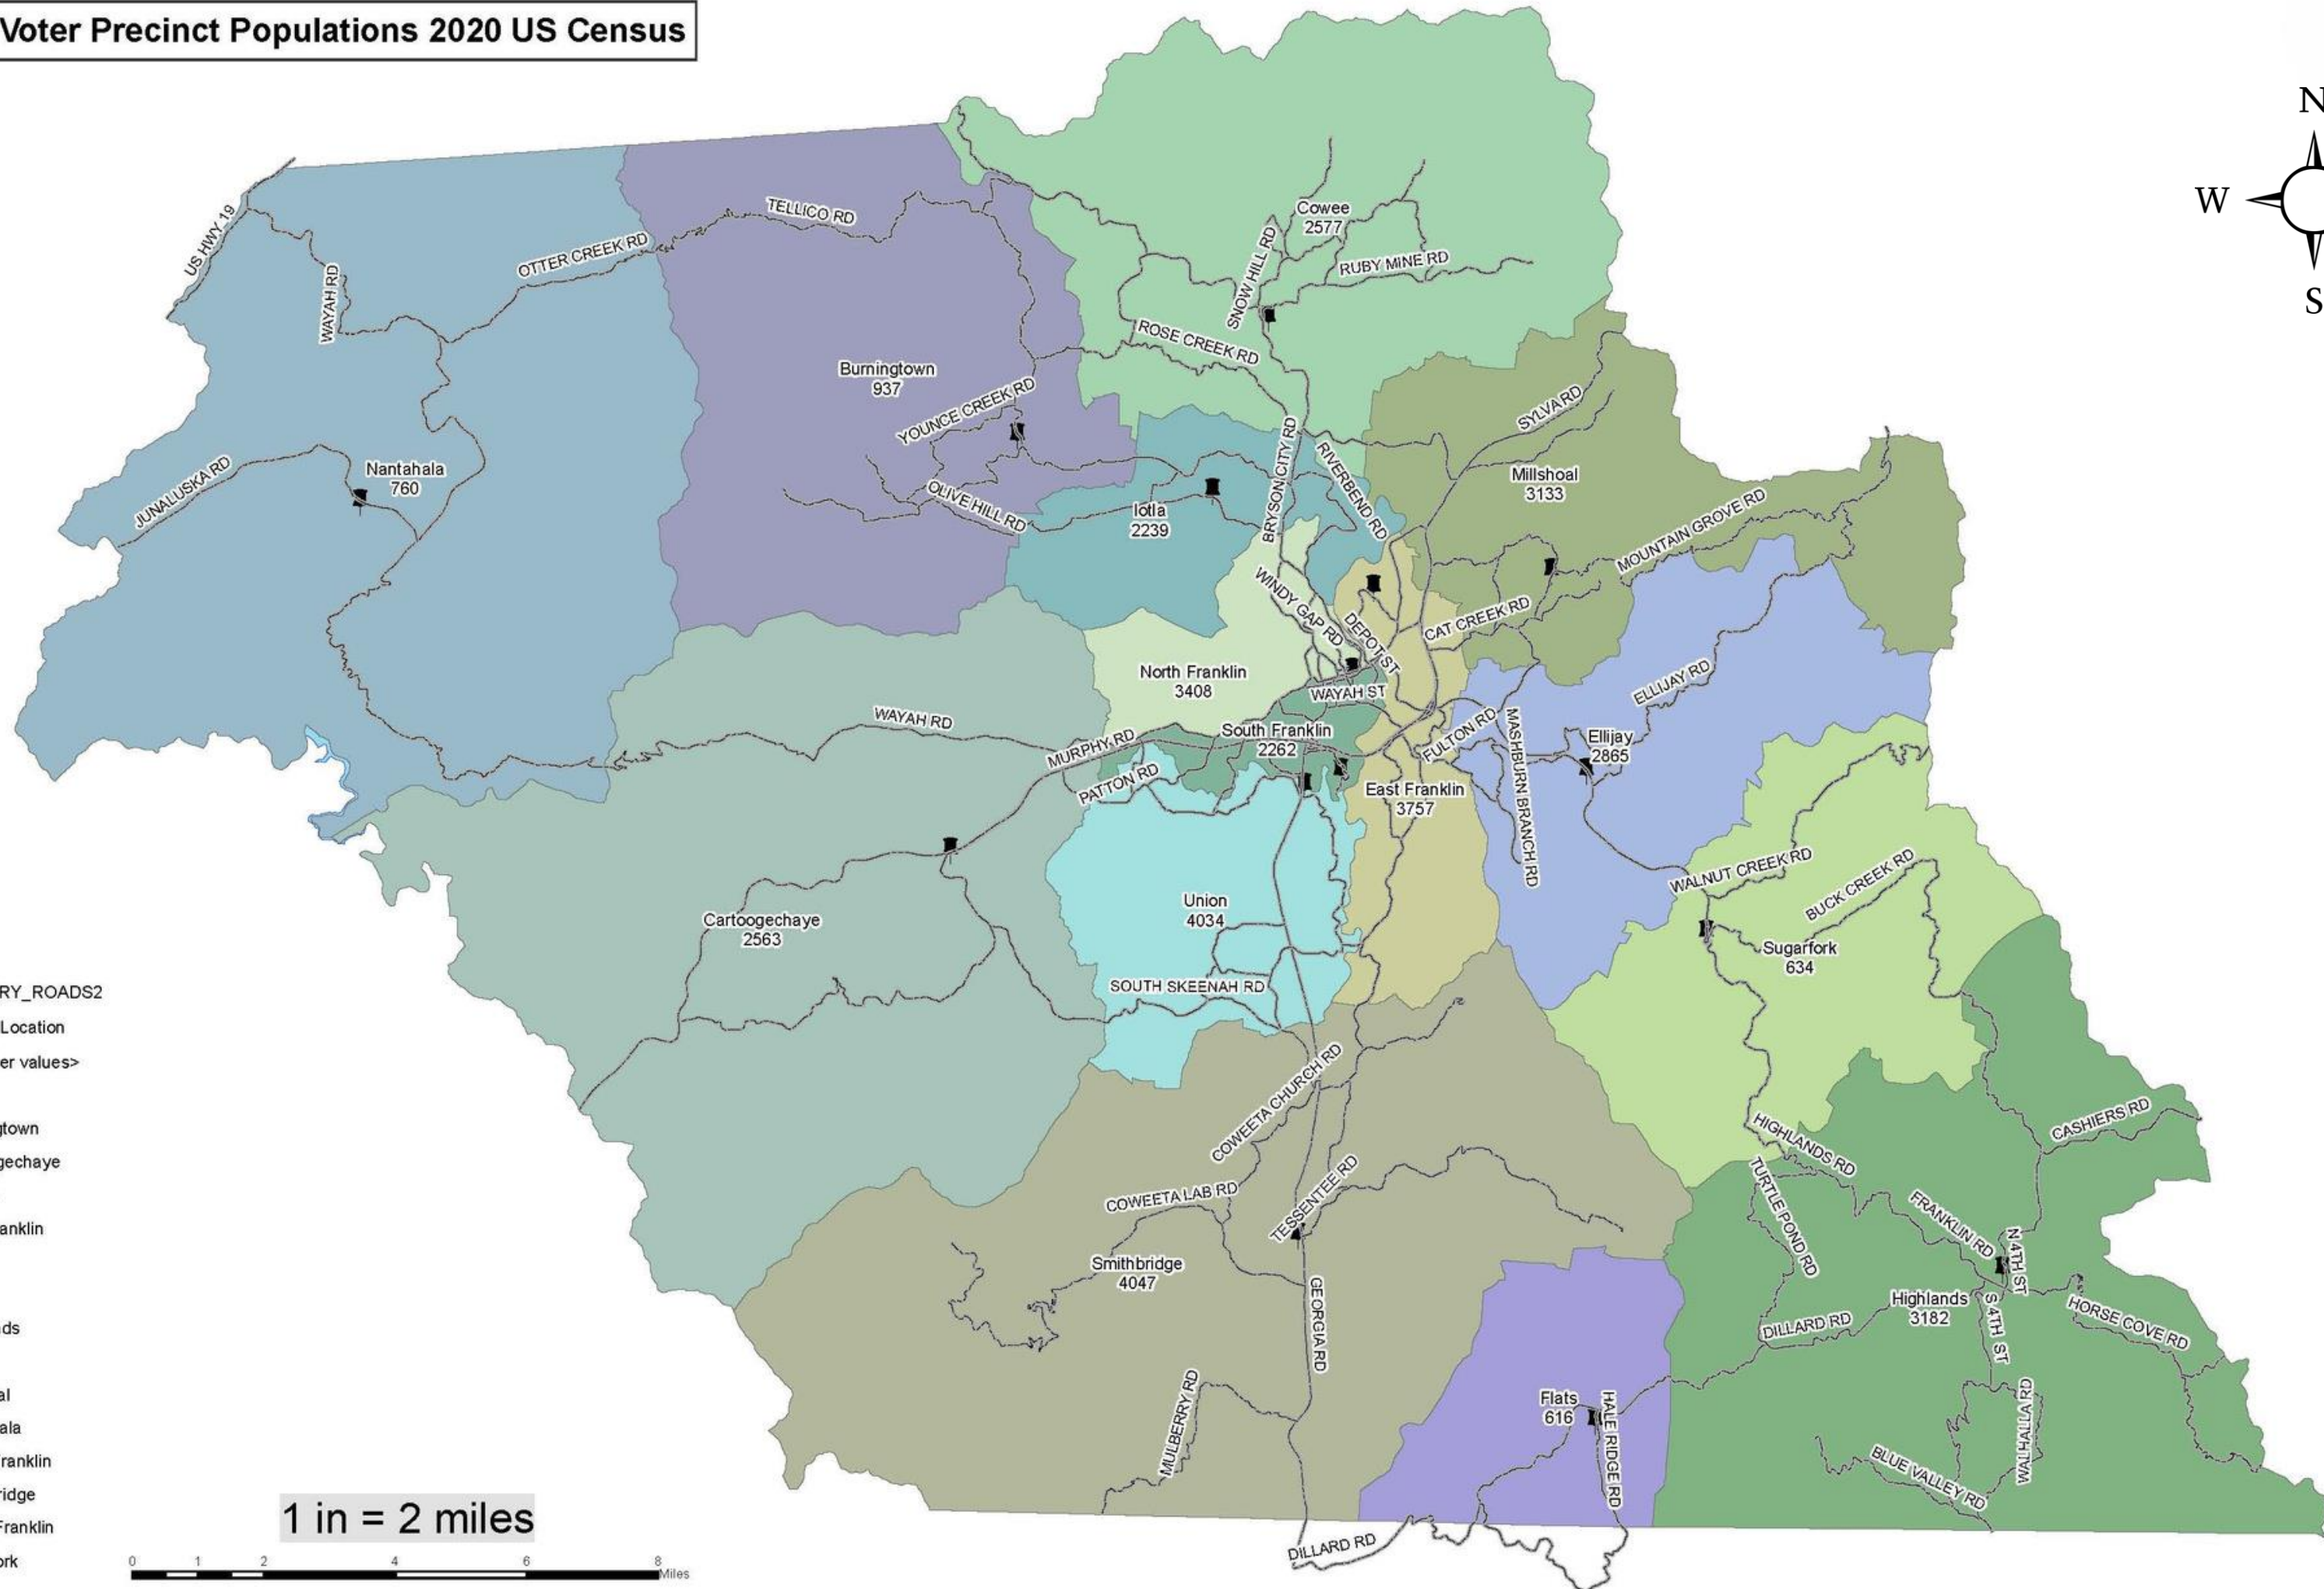 Voter Precinct Populations 2020 US Census
N
W
S
US HWY 19
WAYAH RD
OTTER CREEK RD
TELLICO RD
Cowee
2577
SNOW HILL RD
RUBY MINE RD
ROSE CREEK RD
Burningtown
937
YOUNCE CREEK RD
SYLVA RD
BRYSON CITY RD
RIVERBEND RD
Nantahala
760
JUNALUSKA RD
OLIVE HILL RD
Iotla
2239
Millshoal
3133
MOUNTAIN GROVE RD
WINDY GAP RD
DEPOT ST
CAT CREEK RD
North Franklin
3408
WAYAH ST
ELLIJAY RD
WAYAH RD
MURPHY RD
South Franklin
2262
FULTON RD
MASHBURN BRANCH RD
Ellijay
2865
PATTON RD
East Franklin
3757
WALNUT CREEK RD
BUCK CREEK RD
Cartoogechaye
2563
Union
4034
Sugarfork
634
SOUTH SKEENAH RD
RY_ROADS2
Location
er values>
gtown
gechaye
anklin
ds
al
ala
ranklin
ridge
Franklin
ork
COWEETA CHURCH RD
HIGHLANDS RD
CASHIERS RD
COWEETA LAB RD
TESSENTEE RD
TURTLE POND RD
FRANKLIN RD
N 4TH ST
Smithbridge
4047
GEORGIA RD
Highlands
3182
S 4TH ST
HORSE COVE RD
DILLARD RD
MULBERRY RD
Flats
616
HALE RIDGE RD
WALHALLA RD
BLUE VALLEY RD
DILLARD RD
1 in = 2 miles
0 1 2 4 6 8
Miles